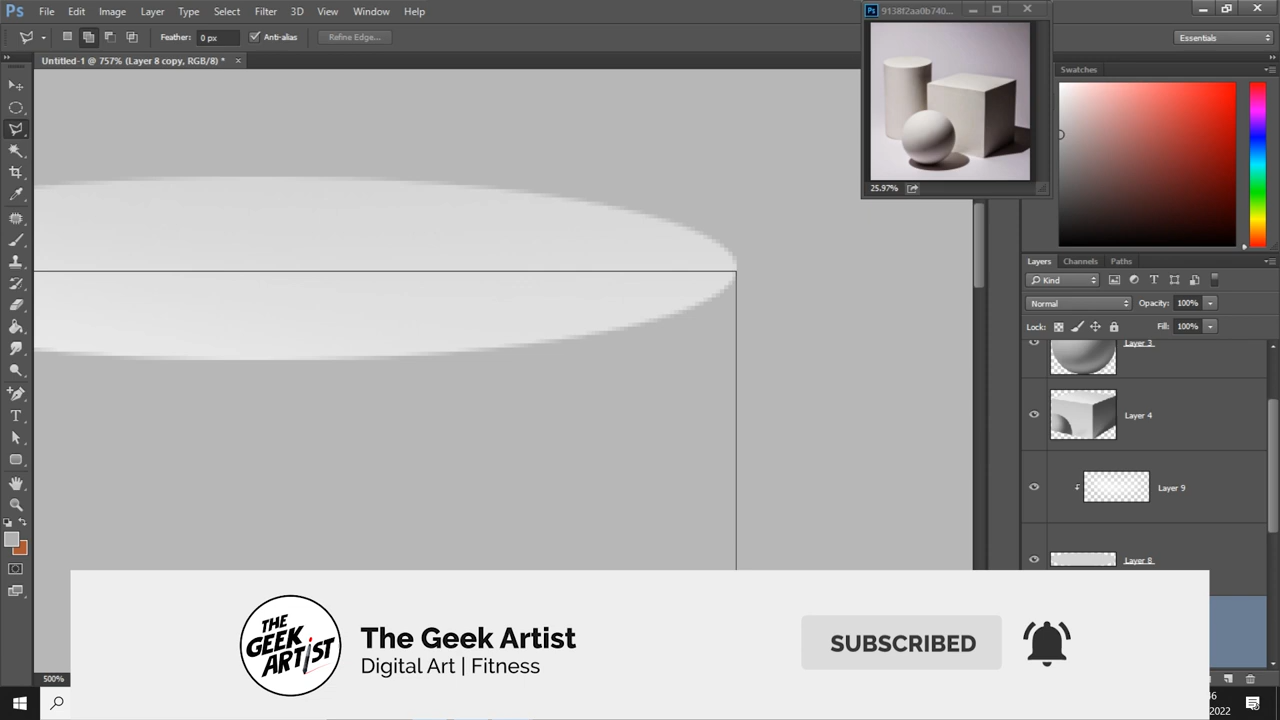 Ps File Edit Image Layer Type Select Filter 3D View Window Help
9138f2aa0b740...
Feather: 0 px Anti-alias Refine Edge...
Essentials
Untitled-1 @ 757% (Layer 8 copy, RGB/8) * ×
Swatches
25.97%
Layers Channels Paths
Kind
Normal Opacity: 100%
Lock: Fill: 100%
Layer 3
Layer 4
Layer 9
Layer 8
THE GEEK ARTIST
The Geek Artist
Digital Art | Fitness
SUBSCRIBED
500%
2022